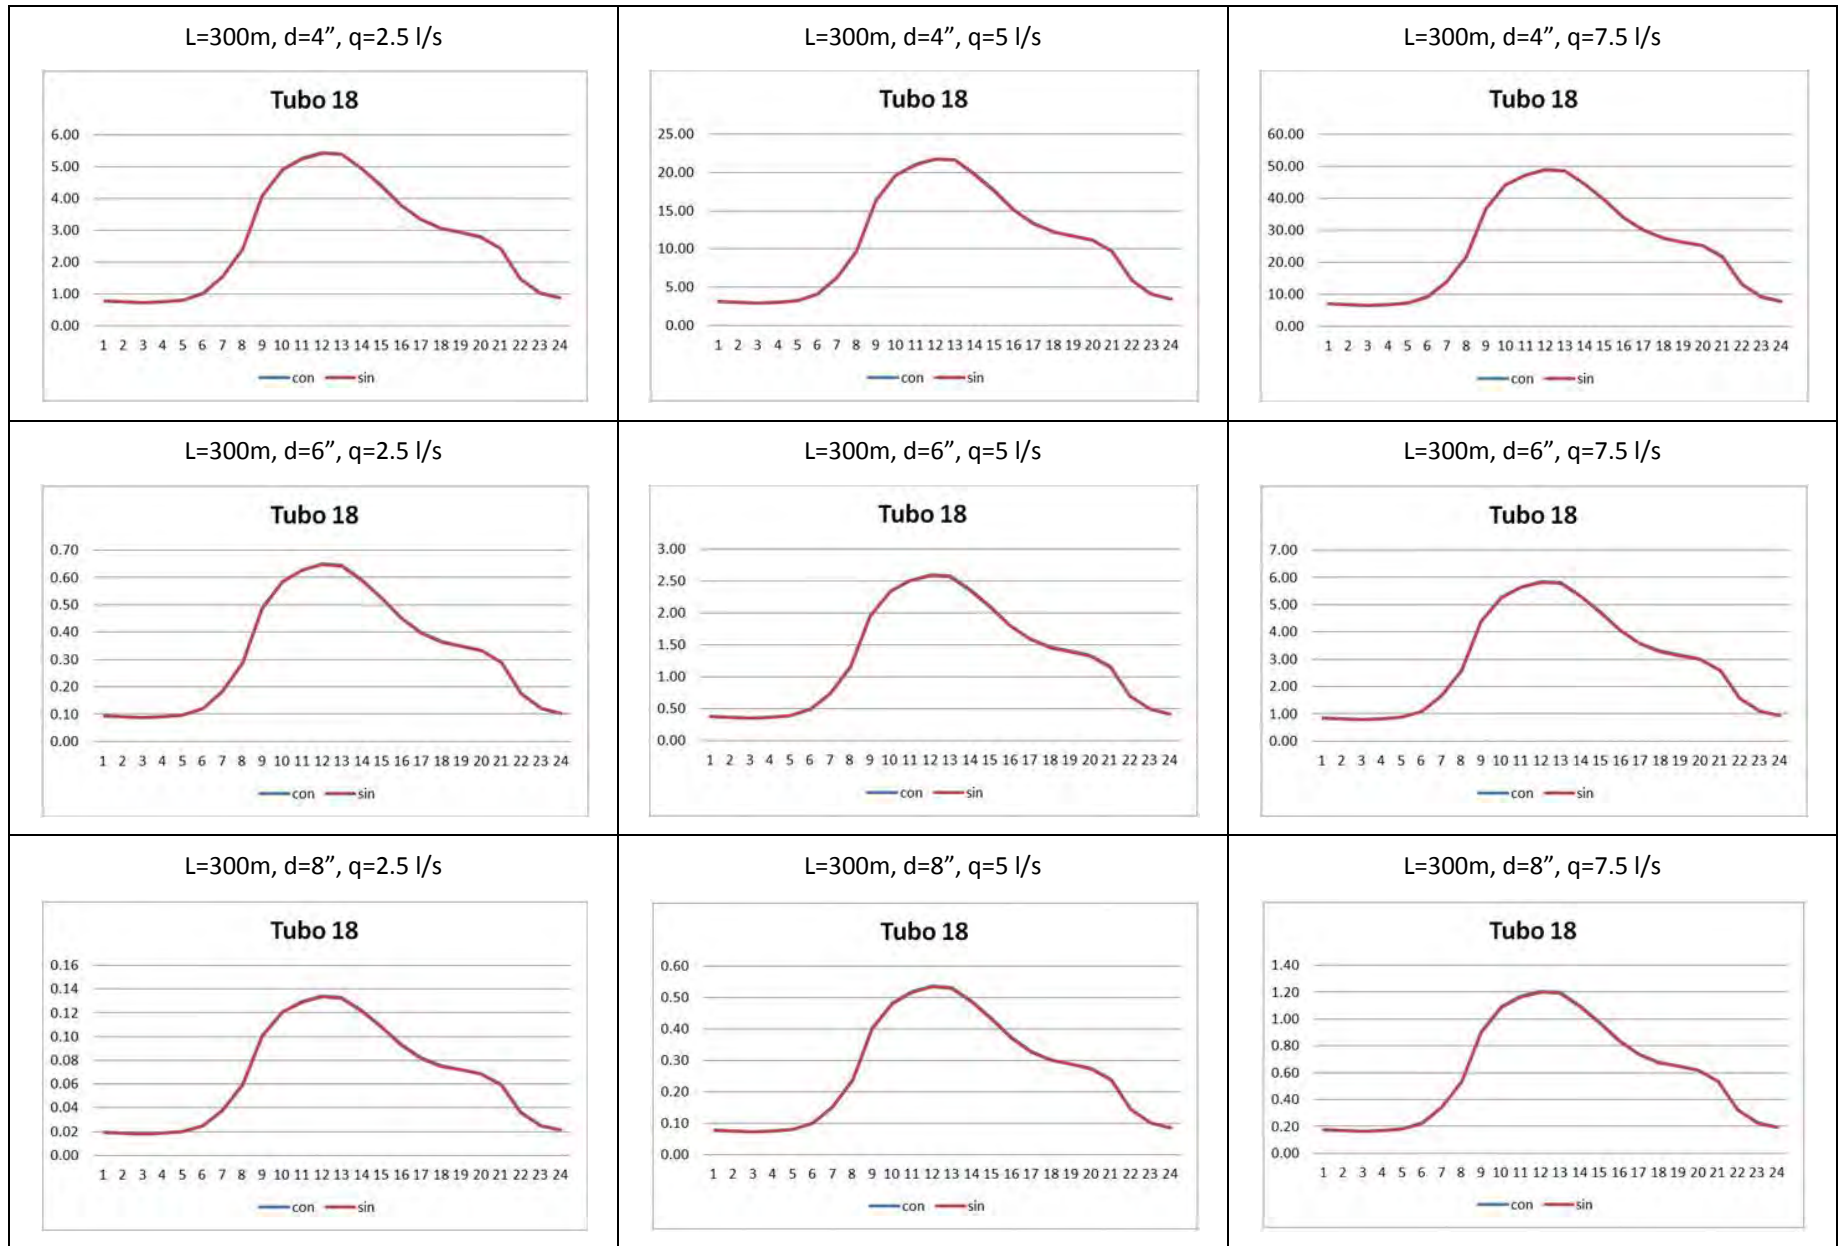 L=300m, d=4”, q=2.5 l/s
Tubo 18
6.00
5.00
4.00
3.00
2.00
1.00
0.00
1 2 3 4 5 6 7 8 9 10 11 12 13 14 15 16 17 18 19 20 21 22 23 24
con sin
L=300m, d=4”, q=5 l/s
Tubo 18
25.00
20.00
15.00
10.00
5.00
0.00
1 2 3 4 5 6 7 8 9 10 11 12 13 14 15 16 17 18 19 20 21 22 23 24
con sin
L=300m, d=4”, q=7.5 l/s
Tubo 18
60.00
50.00
40.00
30.00
20.00
10.00
0.00
1 2 3 4 5 6 7 8 9 10 11 12 13 14 15 16 17 18 19 20 21 22 23 24
con sin
L=300m, d=6”, q=2.5 l/s
Tubo 18
0.70
0.60
0.50
0.40
0.30
0.20
0.10
0.00
1 2 3 4 5 6 7 8 9 10 11 12 13 14 15 16 17 18 19 20 21 22 23 24
con sin
L=300m, d=6”, q=5 l/s
Tubo 18
3.00
2.50
2.00
1.50
1.00
0.50
0.00
1 2 3 4 5 6 7 8 9 10 11 12 13 14 15 16 17 18 19 20 21 22 23 24
con sin
L=300m, d=6”, q=7.5 l/s
Tubo 18
7.00
6.00
5.00
4.00
3.00
2.00
1.00
0.00
1 2 3 4 5 6 7 8 9 10 11 12 13 14 15 16 17 18 19 20 21 22 23 24
con sin
L=300m, d=8”, q=2.5 l/s
Tubo 18
0.16
0.14
0.12
0.10
0.08
0.06
0.04
0.02
0.00
1 2 3 4 5 6 7 8 9 10 11 12 13 14 15 16 17 18 19 20 21 22 23 24
con sin
L=300m, d=8”, q=5 l/s
Tubo 18
0.60
0.50
0.40
0.30
0.20
0.10
0.00
1 2 3 4 5 6 7 8 9 10 11 12 13 14 15 16 17 18 19 20 21 22 23 24
con sin
L=300m, d=8”, q=7.5 l/s
Tubo 18
1.40
1.20
1.00
0.80
0.60
0.40
0.20
0.00
1 2 3 4 5 6 7 8 9 10 11 12 13 14 15 16 17 18 19 20 21 22 23 24
con sin